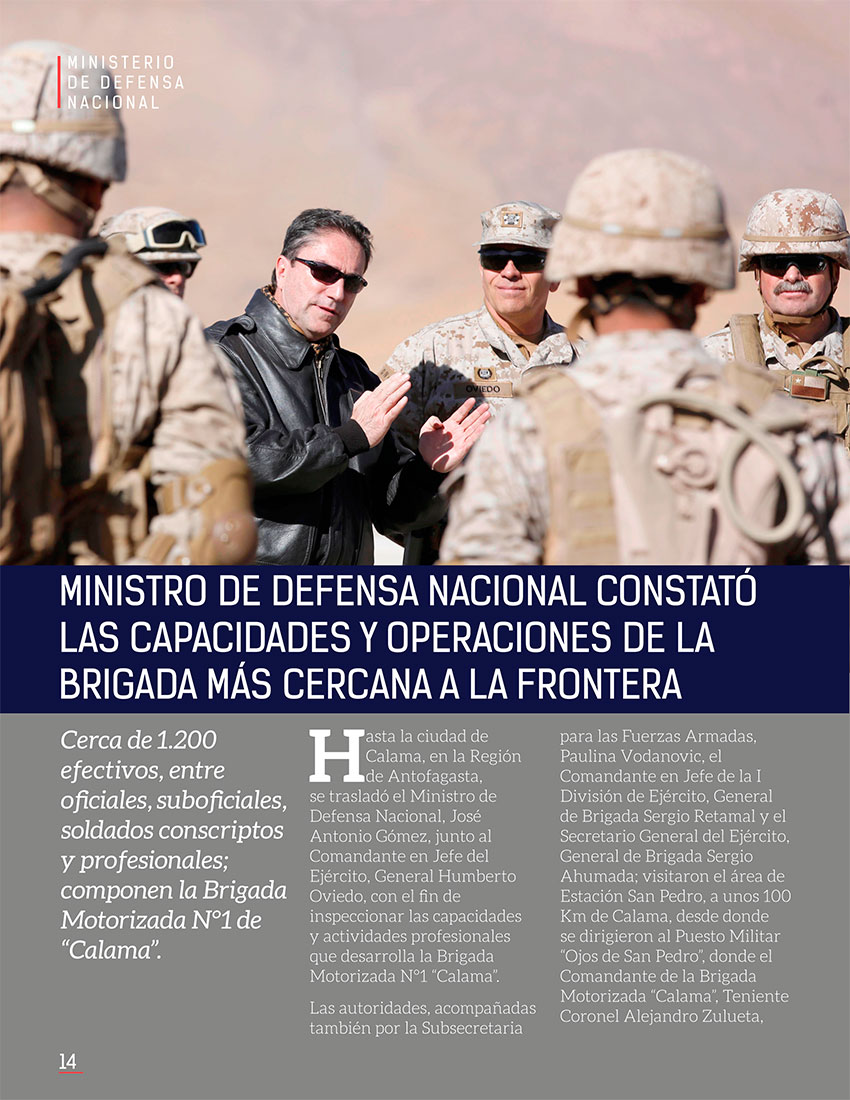 MINISTERIO
DE DEFENSA
NACIONAL
OVIEDO
MINISTRO DE DEFENSA NACIONAL CONSTATÓ
LAS CAPACIDADES Y OPERACIONES DE LA
BRIGADA MÁS CERCANA A LA FRONTERA
Cerca de 1.200
efectivos, entre
oficiales, suboficiales,
soldados conscriptos
y profesionales;
componen la Brigada
Motorizada N°1 de
“Calama”.
Hasta la ciudad de
Calama, en la Región
de Antofagasta,
se trasladó el Ministro de
Defensa Nacional, José
Antonio Gómez, junto al
Comandante en Jefe del
Ejército, General Humberto
Oviedo, con el fin de
inspeccionar las capacidades
y actividades profesionales
que desarrolla la Brigada
Motorizada N°1 “Calama”.
Las autoridades, acompañadas
también por la Subsecretaria
para las Fuerzas Armadas,
Paulina Vodanovic, el
Comandante en Jefe de la I
División de Ejército, General
de Brigada Sergio Retamal y el
Secretario General del Ejército,
General de Brigada Sergio
Ahumada; visitaron el área de
Estación San Pedro, a unos 100
Km de Calama, desde donde
se dirigieron al Puesto Militar
“Ojos de San Pedro”, donde el
Comandante de la Brigada
Motorizada “Calama”, Teniente
Coronel Alejandro Zulueta,
14